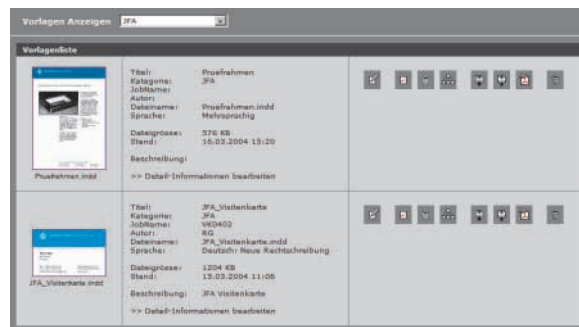 Vorlagen Anzeigen JFA
Vorlagenliste
Titel: Pruefrahmen
Kategorie: JFA
JobName:
Autor:
Dateiname: Pruefrahmen.indd
Sprache: Mehrsprachig
Dateigrösse: 576 KB
Stand: 16.03.2004 15:20
Beschreibung:
>> Detail-Informationen bearbeiten
Pruefrahmen.indd
Titel: JFA_Visitenkarte
Kategorie: JFA
JobName: VKD402
Autor: RG
Dateiname: JFA_Visitenkarte.indd
Sprache: Deutsch: Neue Rechtschreibung
Dateigrösse: 1204 KB
Stand: 15.03.2004 11:06
Beschreibung: JFA Visitenkarte
>> Detail-Informationen bearbeiten
JFA_Visitenkarte.indd